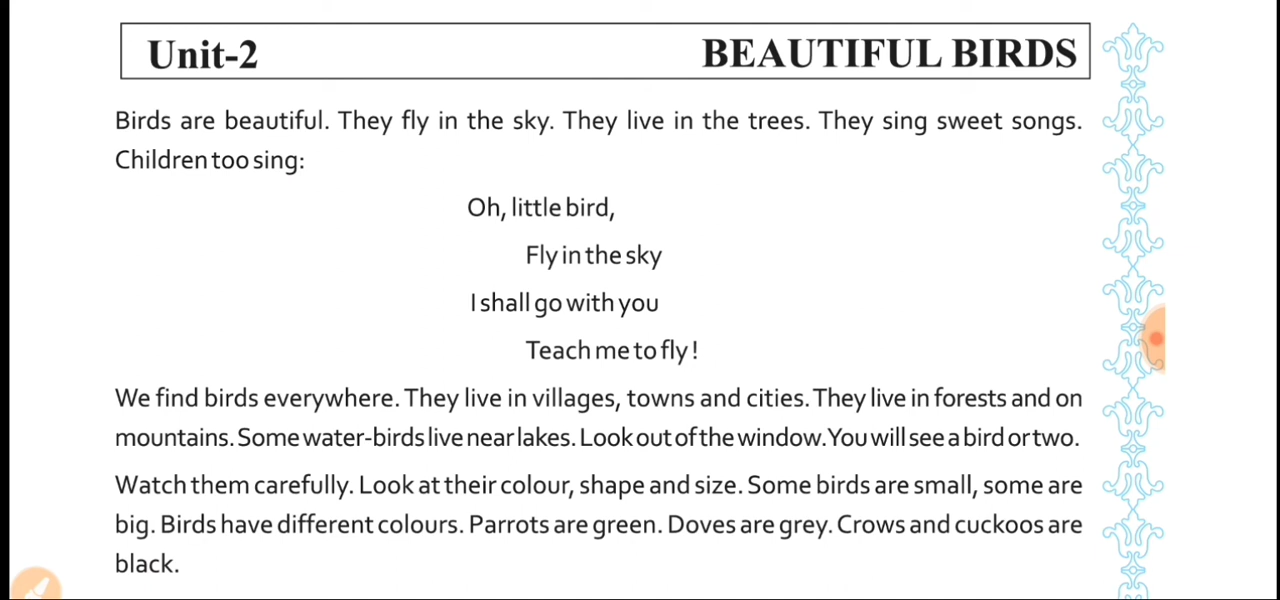 Unit-2 BEAUTIFUL BIRDS
Birds are beautiful. They fly in the sky. They live in the trees. They sing sweet songs.
Children too sing:
Oh, little bird,
Fly in the sky
I shall go with you
Teach me to fly!
We find birds everywhere. They live in villages, towns and cities. They live in forests and on
mountains. Some water-birds live near lakes. Look out of the window. You will see a bird or two.
Watch them carefully. Look at their colour, shape and size. Some birds are small, some are
big. Birds have different colours. Parrots are green. Doves are grey. Crows and cuckoos are
black.